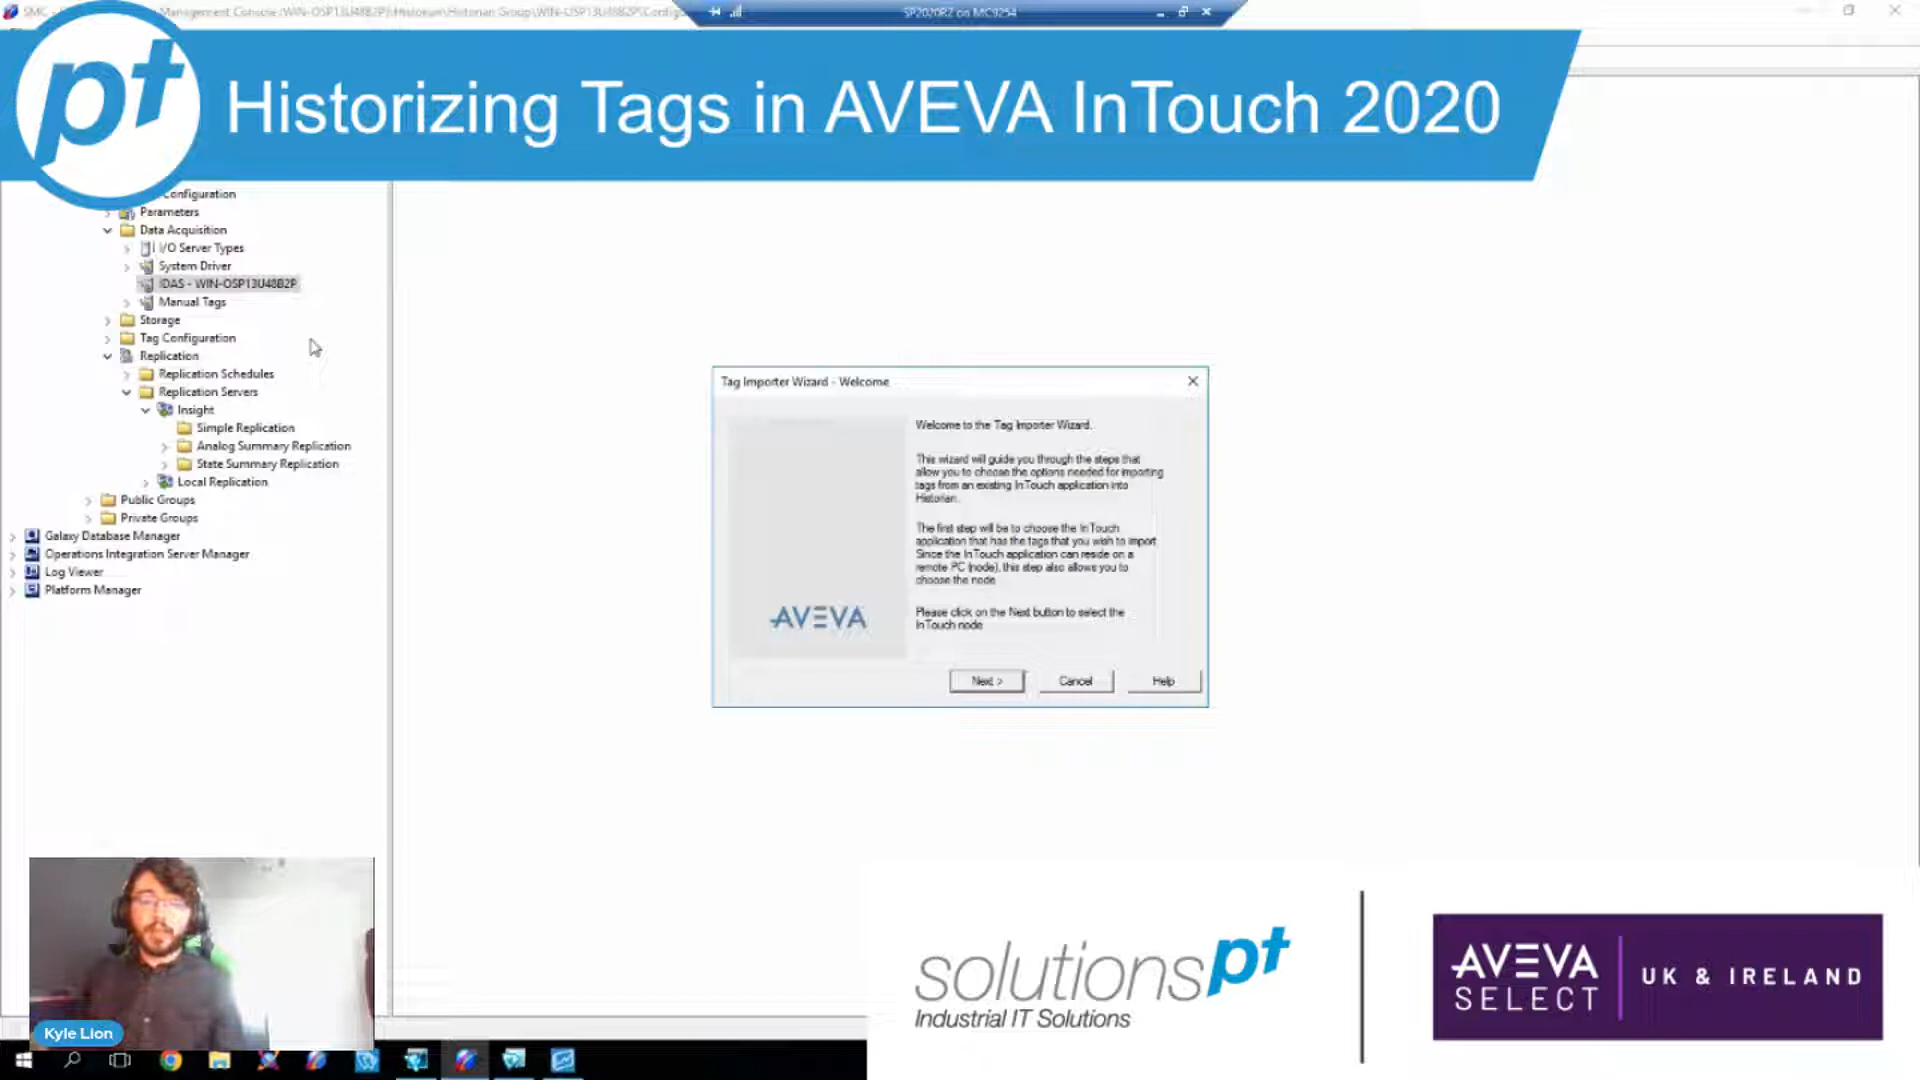 SP2020R2 on MC9254
pt Historizing Tags in AVEVA InTouch 2020
Configuration
Parameters
Data Acquisition
I/O Server Types
System Driver
IDAS - WIN-OSP13U48B2P
Manual Tags
Storage
Tag Configuration
Replication
Replication Schedules
Replication Servers
Insight
Simple Replication
Analog Summary Replication
State Summary Replication
Local Replication
Public Groups
Private Groups
Galaxy Database Manager
Operations Integration Server Manager
Log Viewer
Platform Manager
Tag Importer Wizard - Welcome
Welcome to the Tag Importer Wizard.
This wizard will guide you through the steps that
allow you to choose the options needed for importing
tags from an existing InTouch application into
Historian.
The first step will be to choose the InTouch
application that has the tags that you wish to import
Since the InTouch application can reside on a
remote PC (node), this step also allows you to
choose the node
Please click on the Next button to select the
InTouch node
AVEVA
Next >
Cancel
Help
Kyle Lion
solutionspt
Industrial IT Solutions
AVEVA
SELECT
UK & IRELAND